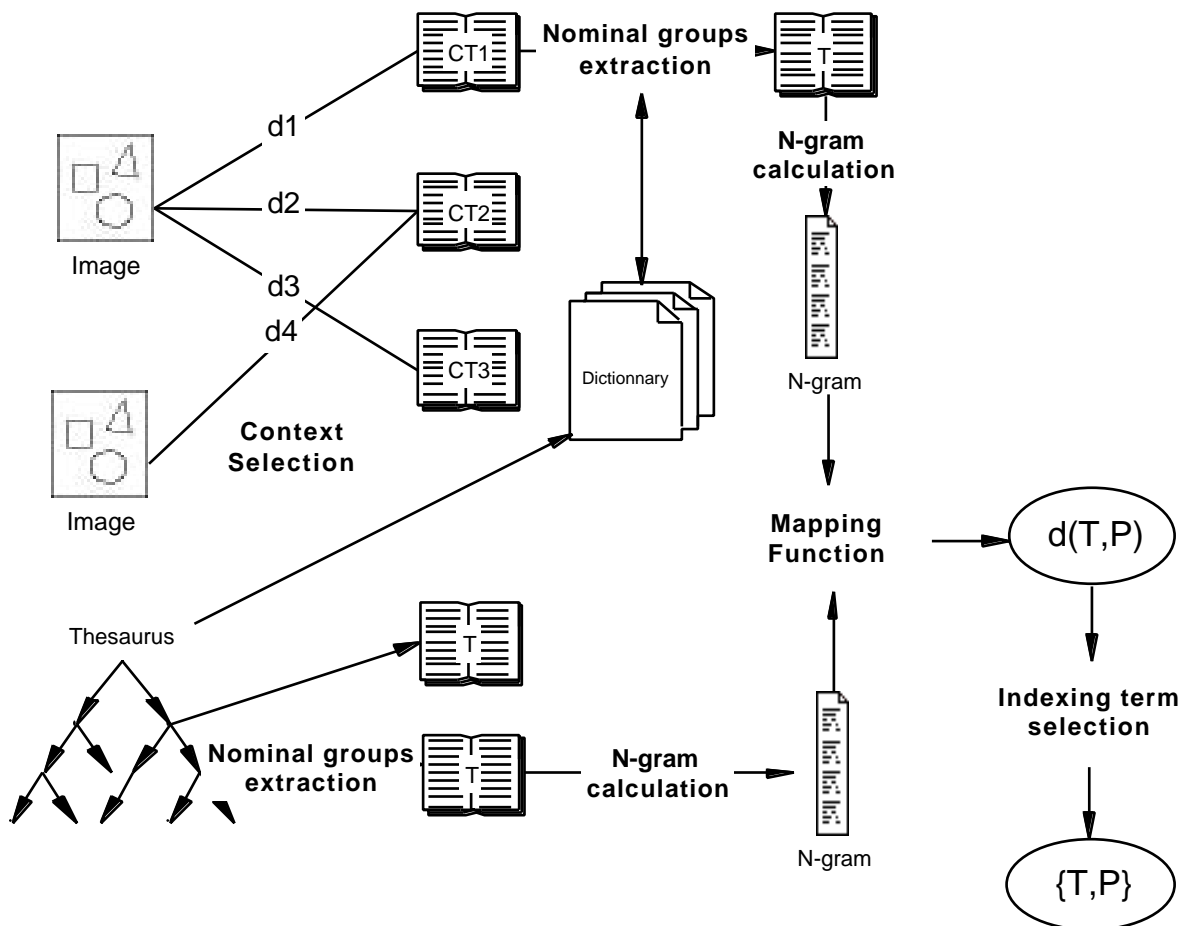 CT1
Nominal groups
extraction
T
d1
N-gram
calculation
d2
CT2
Image
d3
d4
CT3
Dictionnary
N-gram
Context
Selection
Image
Mapping
Function
d(T,P)
Thesaurus
T
Indexing term
selection
Nominal groups
extraction
T
N-gram
calculation
N-gram
{T,P}